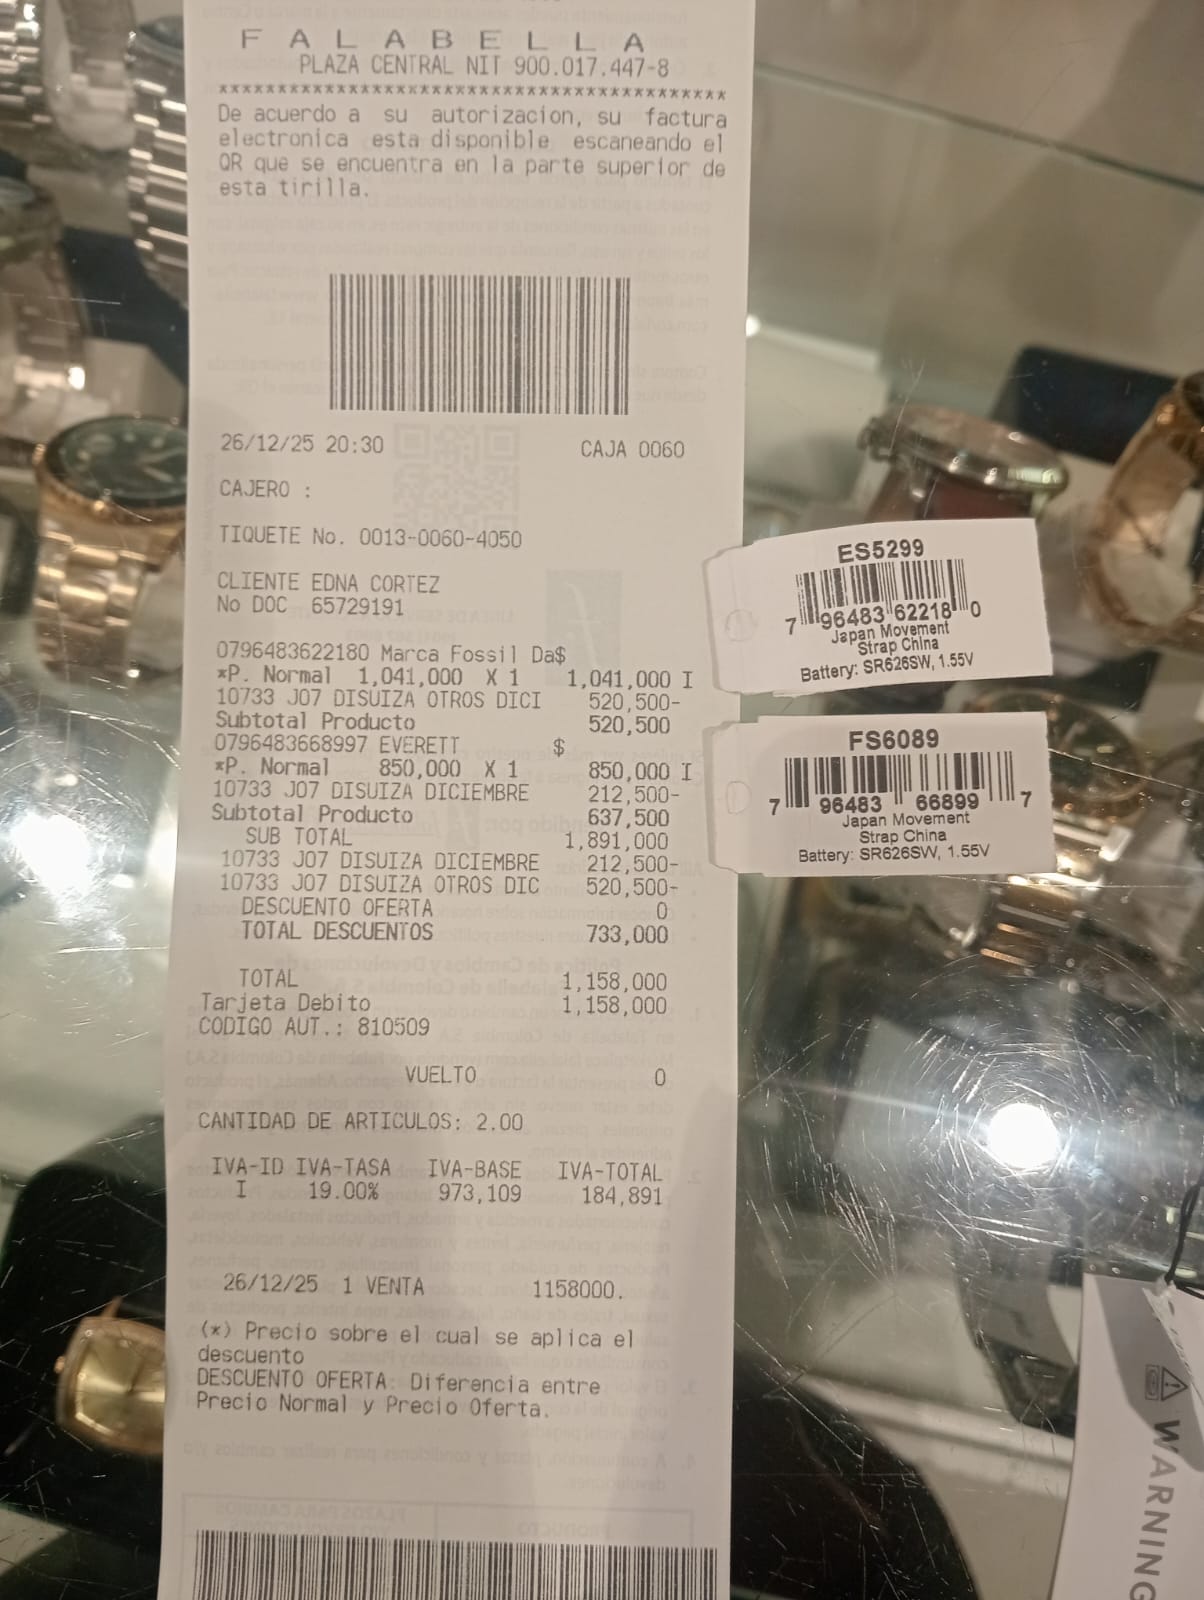 FALABELLA
PLAZA CENTRAL NIT 900.017.447-8
******************************************
De acuerdo a su autorizacion, su factura
electronica esta disponible escaneando el
QR que se encuentra en la parte superior de
esta tirilla.
26/12/25 20:30 CAJA 0060
CAJERO :
TIQUETE No. 0013-0060-4050
CLIENTE EDNA CORTEZ
No DOC 65729191
0796483622180 Marca Fossil Da$
*P. Normal 1,041,000 X 1 1,041,000 I
10733 J07 DISUIZA OTROS DICI 520,500-
Subtotal Producto 520,500
0796483668997 EVERETT $
*P. Normal 850,000 X 1 850,000 I
10733 J07 DISUIZA DICIEMBRE 212,500-
Subtotal Producto 637,500
SUB TOTAL 1,891,000
10733 J07 DISUIZA DICIEMBRE 212,500-
10733 J07 DISUIZA OTROS DIC 520,500-
DESCUENTO OFERTA 0
TOTAL DESCUENTOS 733,000
TOTAL 1,158,000
Tarjeta Debito 1,158,000
CODIGO AUT.: 810509
VUELTO 0
CANTIDAD DE ARTICULOS: 2.00
IVA-ID IVA-TASA IVA-BASE IVA-TOTAL
I 19.00% 973,109 184,891
26/12/25 1 VENTA 1158000.
(*) Precio sobre el cual se aplica el
descuento
DESCUENTO OFERTA: Diferencia entre
Precio Normal y Precio Oferta.
ES5299
7 96483 62218 0
Japan Movement
Strap China
Battery: SR626SW, 1.55V
FS6089
7 96483 66899 7
Japan Movement
Strap China
Battery: SR626SW, 1.55V
WARNING